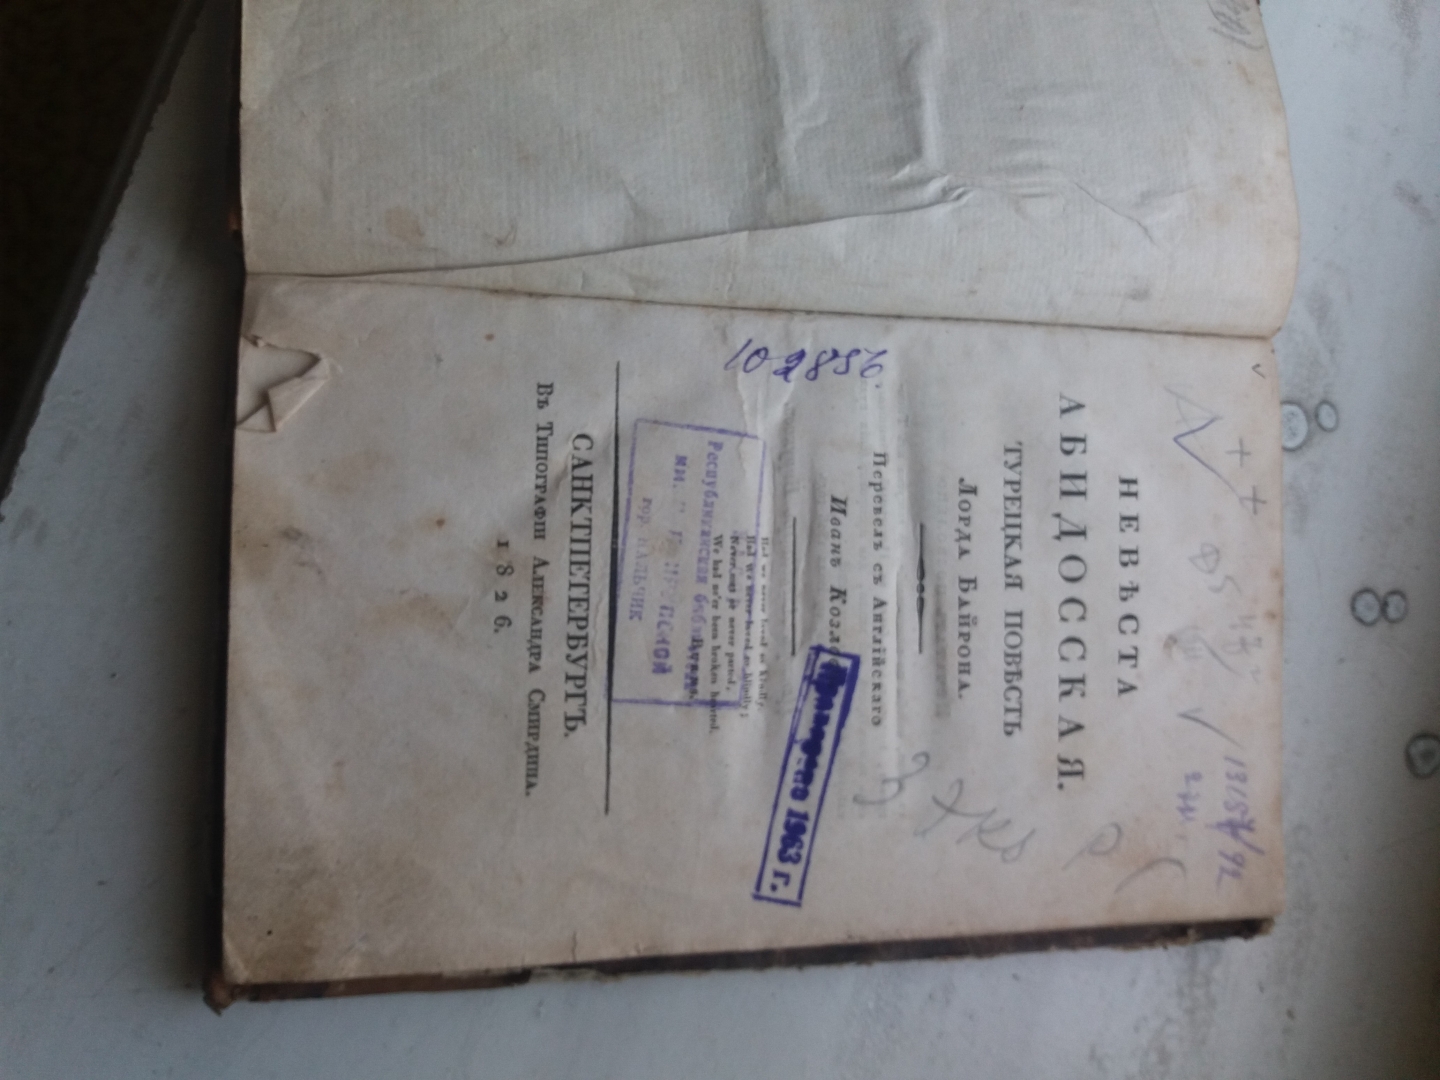 НЕВѢСТА
АБИДОССКАЯ.
ТУРЕЦКАЯ ПОВѢСТЬ
Лорда Байрона.
Перевелъ съ Англійскаго
Иванъ
102856.
Had we never loved so kindly,
Had we never loved so blindly;
Never met or never parted,
We had ne'er been broken hearted.
Burns.
Республиканская
гор. НАЛЬЧИК
1963 г.
САНКТПЕТЕРБУРГЪ.
Въ Типографіи Александра Смирдина.
1826.